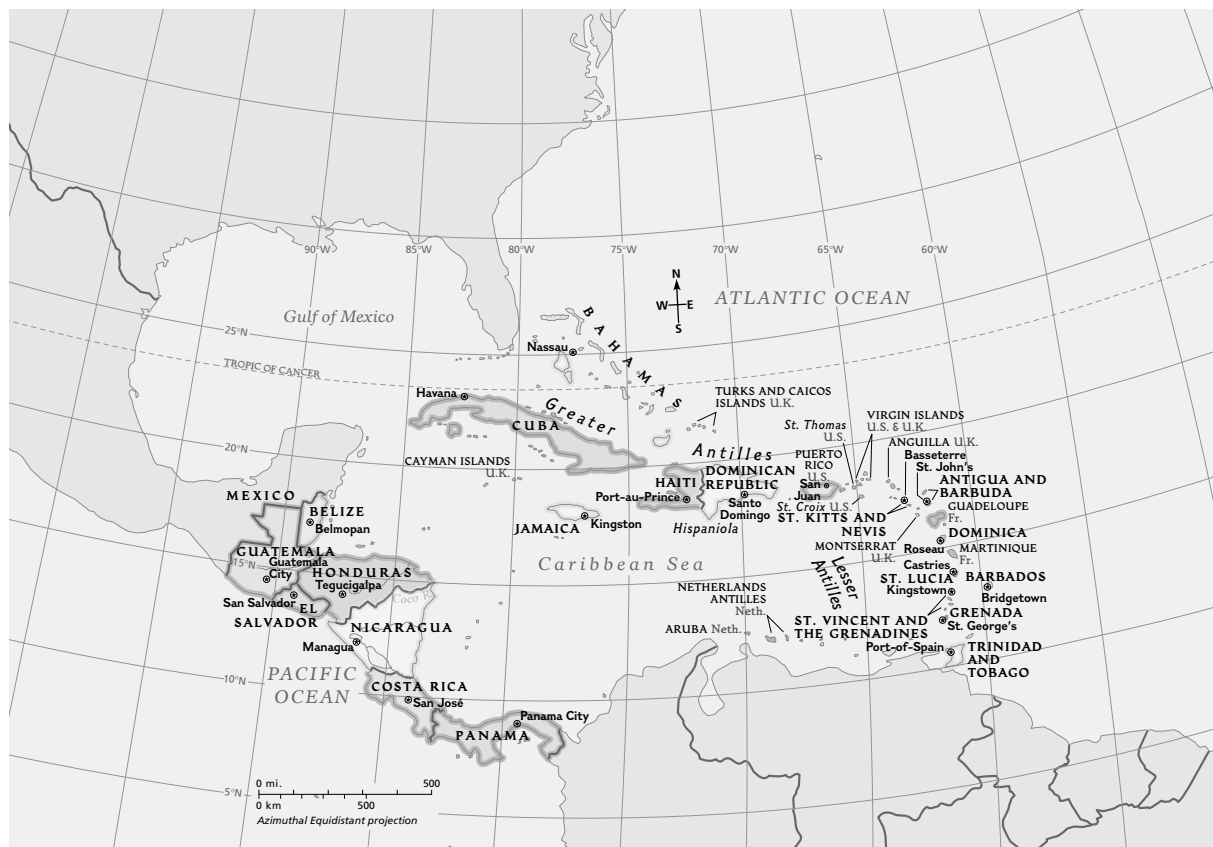 90°W
85°W
80°W
75°W
70°W
65°W
60°W
N
W E
S
ATLANTIC OCEAN
Gulf of Mexico
25°N
TROPIC OF CANCER
BAHAMAS
Nassau
Havana
Greater
CUBA
TURKS AND CAICOS
ISLANDS U.K.
Antilles
20°N
CAYMAN ISLANDS
U.K.
HAITI
Port-au-Prince
DOMINICAN
REPUBLIC
Santo
Domingo
Hispaniola
JAMAICA
Kingston
PUERTO
RICO
U.S.
San
Juan
St. Thomas
U.S.
St. Croix U.S.
VIRGIN ISLANDS
U.S. & U.K.
ANGUILLA U.K.
Basseterre
St. John's
ANTIGUA AND
BARBUDA
ST. KITTS AND
NEVIS
GUADELOUPE
Fr.
MONTSERRAT
U.K.
DOMINICA
Roseau
MARTINIQUE
Fr.
Castries
ST. LUCIA
BARBADOS
Bridgetown
Kingstown
ST. VINCENT AND
THE GRENADINES
GRENADA
St. George's
Port-of-Spain
TRINIDAD
AND
TOBAGO
Lesser
Antilles
NETHERLANDS
ANTILLES
Neth.
ARUBA Neth.
Caribbean Sea
MEXICO
BELIZE
Belmopan
GUATEMALA
Guatemala
City
15°N
HONDURAS
Tegucigalpa
Coco R.
San Salvador
EL
SALVADOR
NICARAGUA
Managua
PACIFIC
OCEAN
10°N
COSTA RICA
San José
Panama City
PANAMA
5°N
0 mi. 500
0 km 500
Azimuthal Equidistant projection